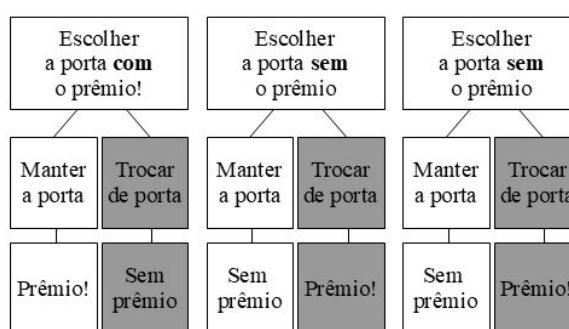 Escolher
a porta com
o prêmio!
Escolher
a porta sem
o prêmio
Escolher
a porta sem
o prêmio
Manter
a porta
Trocar
de porta
Manter
a porta
Trocar
de porta
Manter
a porta
Trocar
de porta
Prêmio!
Sem
prêmio
Sem
prêmio
Prêmio!
Sem
prêmio
Prêmio!